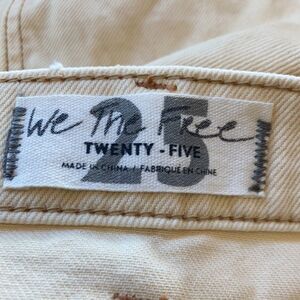 25
We The Free
TWENTY-FIVE
MADE IN CHINA / FABRIQUÉ EN CHINE